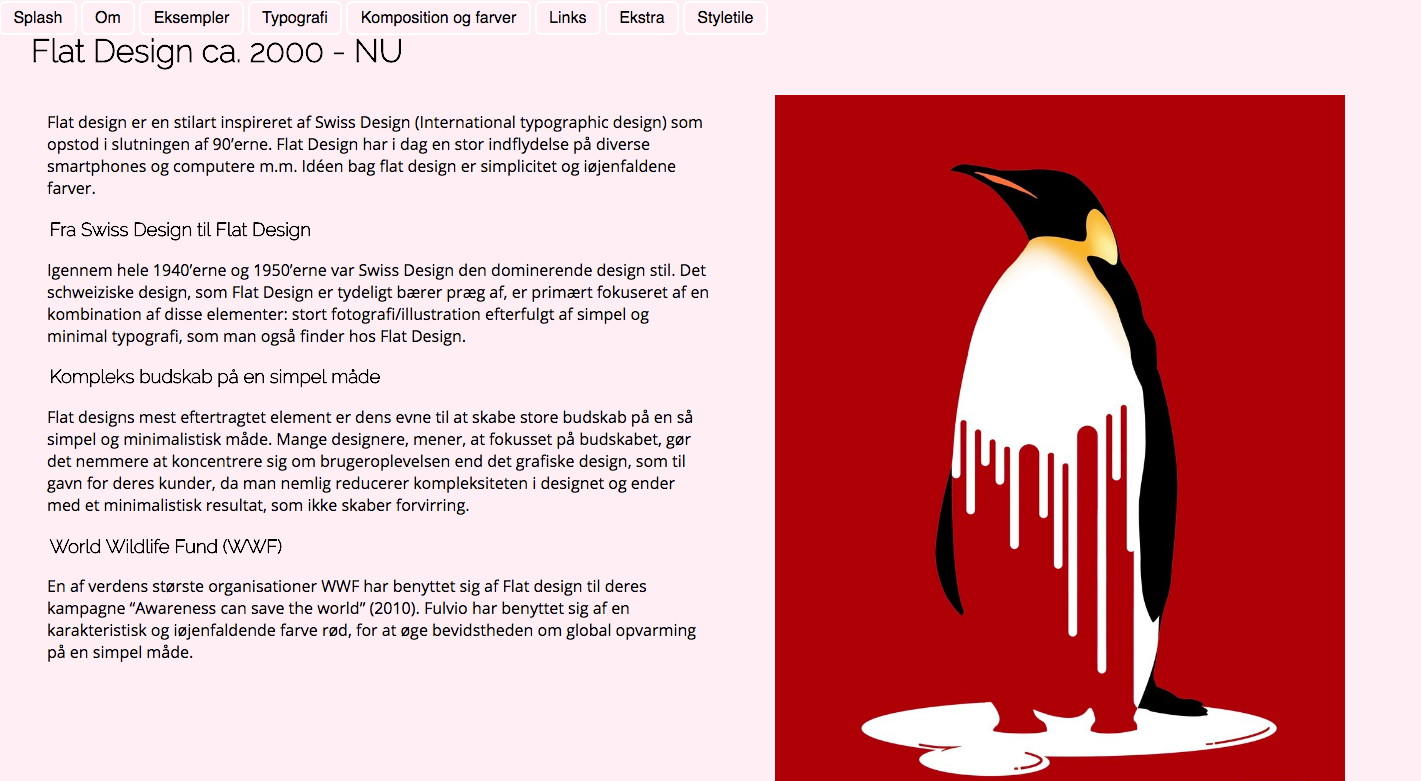 Splash Om Eksempler Typografi Komposition og farver Links Ekstra Styletile
Flat Design ca. 2000 - NU
Flat design er en stilart inspireret af Swiss Design (International typographic design) som
opstod i slutningen af 90’erne. Flat Design har i dag en stor indflydelse på diverse
smartphones og computere m.m. Idéen bag flat design er simplicitet og iøjenfaldene
farver.
Fra Swiss Design til Flat Design
Igennem hele 1940’erne og 1950’erne var Swiss Design den dominerende design stil. Det
schweiziske design, som Flat Design er tydeligt bærer præg af, er primært fokuseret af en
kombination af disse elementer: stort fotografi/illustration efterfulgt af simpel og
minimal typografi, som man også finder hos Flat Design.
Kompleks budskab på en simpel måde
Flat designs mest eftertragtet element er dens evne til at skabe store budskab på en så
simpel og minimalistisk måde. Mange designere, mener, at fokusset på budskabet, gør
det nemmere at koncentrere sig om brugeroplevelsen end det grafiske design, som til
gavn for deres kunder, da man nemlig reducerer kompleksiteten i designet og ender
med et minimalistisk resultat, som ikke skaber forvirring.
World Wildlife Fund (WWF)
En af verdens største organisationer WWF har benyttet sig af Flat design til deres
kampagne “Awareness can save the world” (2010). Fulvio har benyttet sig af en
karakteristisk og iøjenfaldende farve rød, for at øge bevidstheden om global opvarming
på en simpel måde.